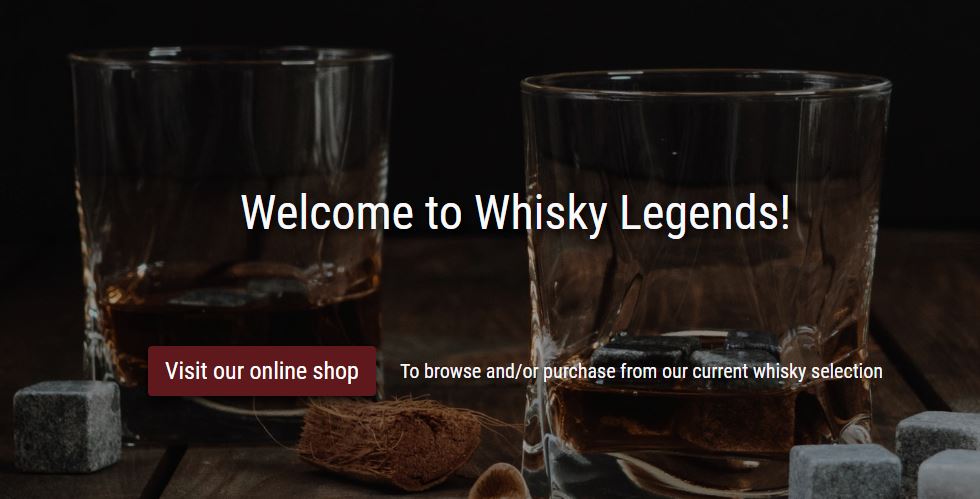 Welcome to Whisky Legends!
Visit our online shop
To browse and/or purchase from our current whisky selection